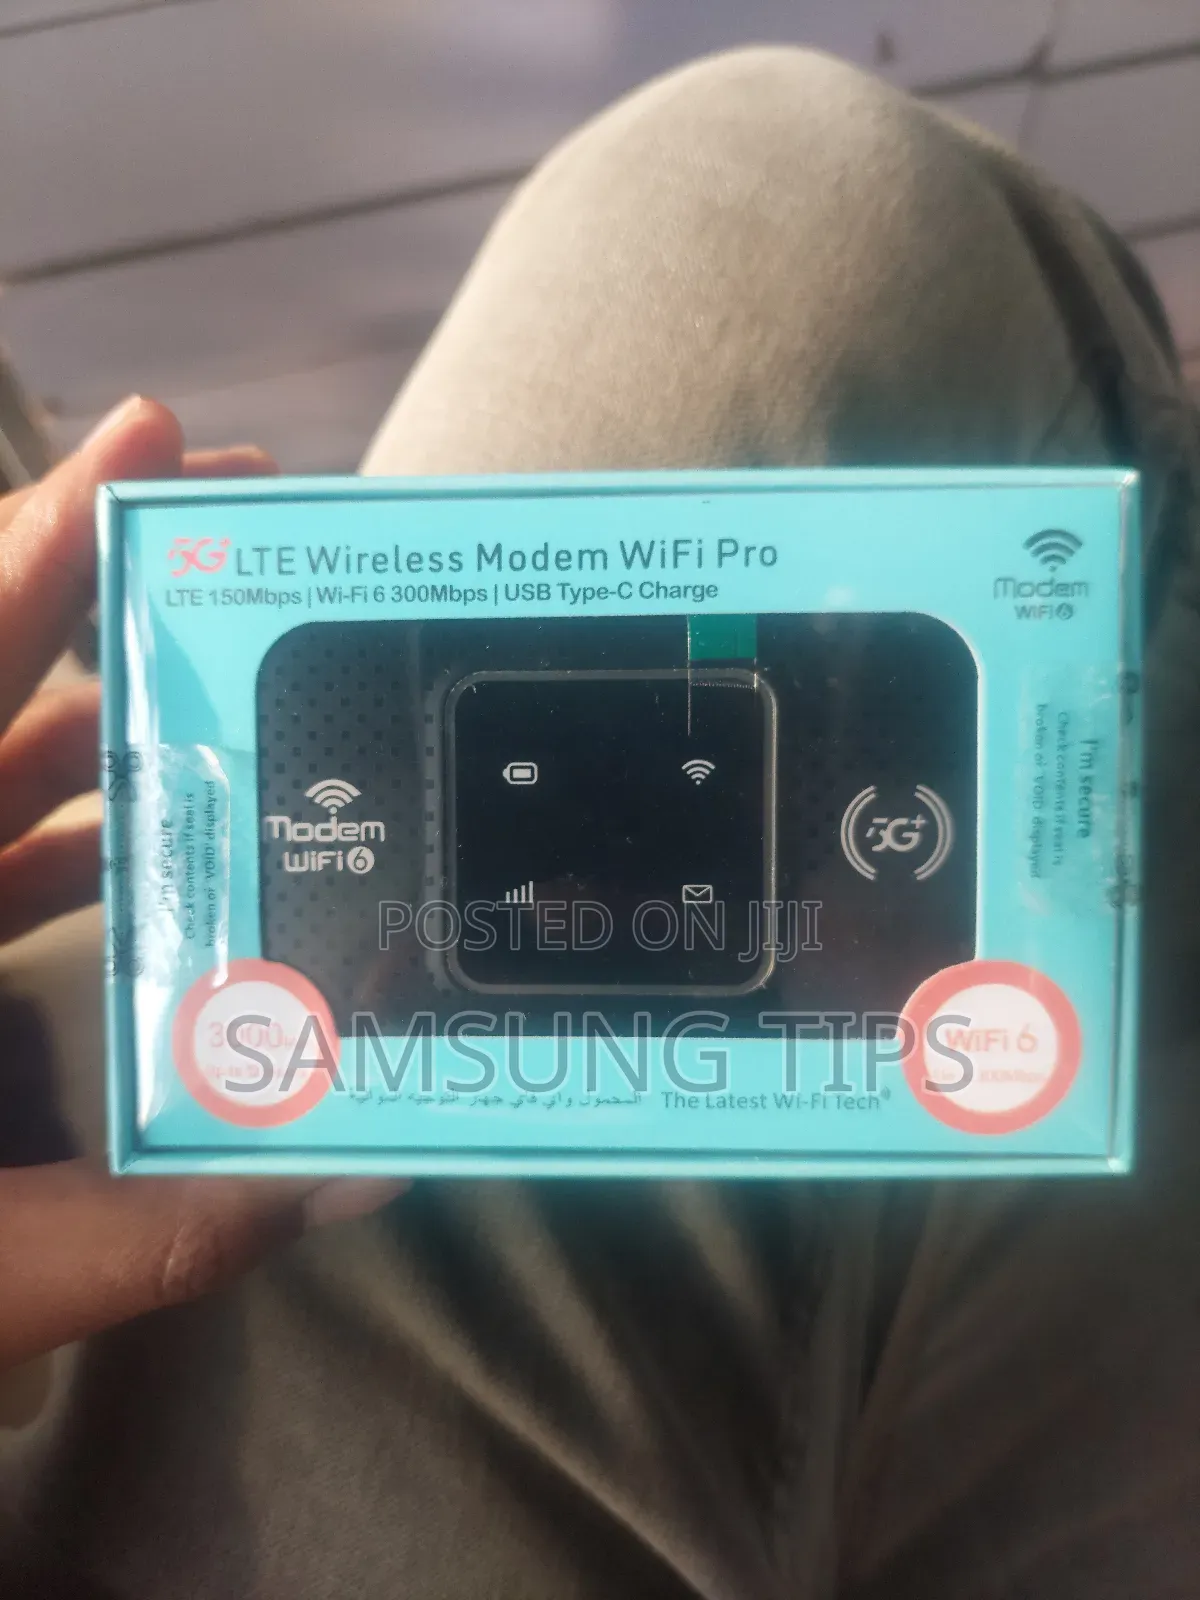 5G+ LTE Wireless Modem WiFi Pro
LTE 150Mbps | Wi-Fi 6 300Mbps | USB Type-C Charge
Modem
WiFi 6
Modem
WiFi 6
5G+
I'm secure
Check contents if seal is
broken or 'VOID' displayed
I'm secure
Check contents if seal is
broken or 'VOID' displayed
POSTED ON JIJI
SAMSUNG TIPS
WiFi 6
The Latest Wi-Fi Tech